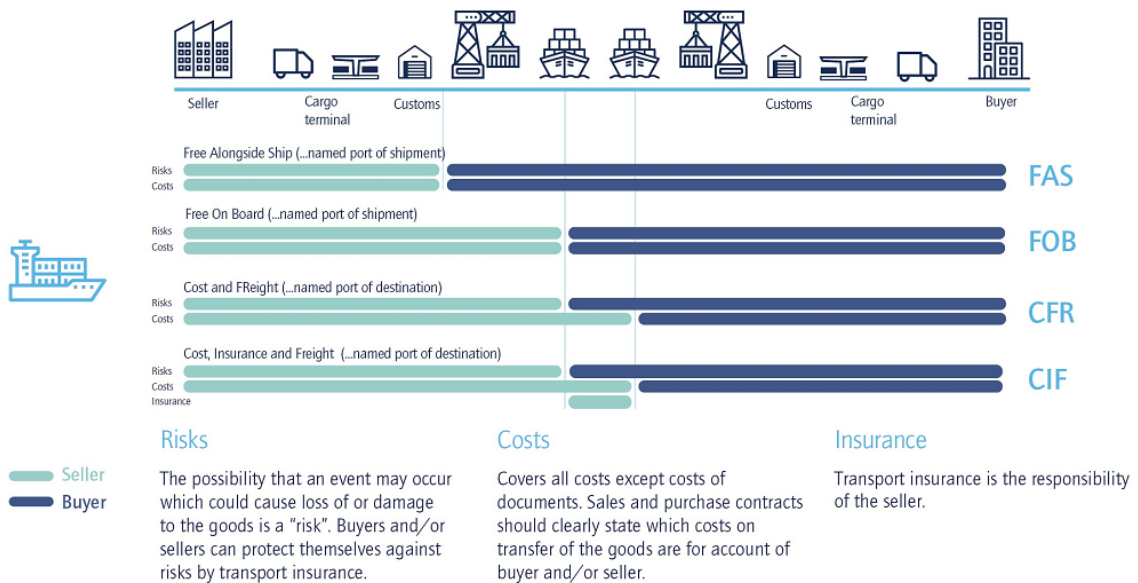 Seller
Cargo
terminal
Customs
Customs
Cargo
terminal
Buyer
Free Alongside Ship (...named port of shipment)
Risks
Costs
FAS
Free On Board (...named port of shipment)
Risks
Costs
FOB
Cost and FReight (...named port of destination)
Risks
Costs
CFR
Cost, Insurance and Freight (...named port of destination)
Risks
Costs
Insurance
CIF
Seller
Buyer
Risks
The possibility that an event may occur
which could cause loss of or damage
to the goods is a “risk”. Buyers and/or
sellers can protect themselves against
risks by transport insurance.
Costs
Covers all costs except costs of
documents. Sales and purchase contracts
should clearly state which costs on
transfer of the goods are for account of
buyer and/or seller.
Insurance
Transport insurance is the responsibility
of the seller.